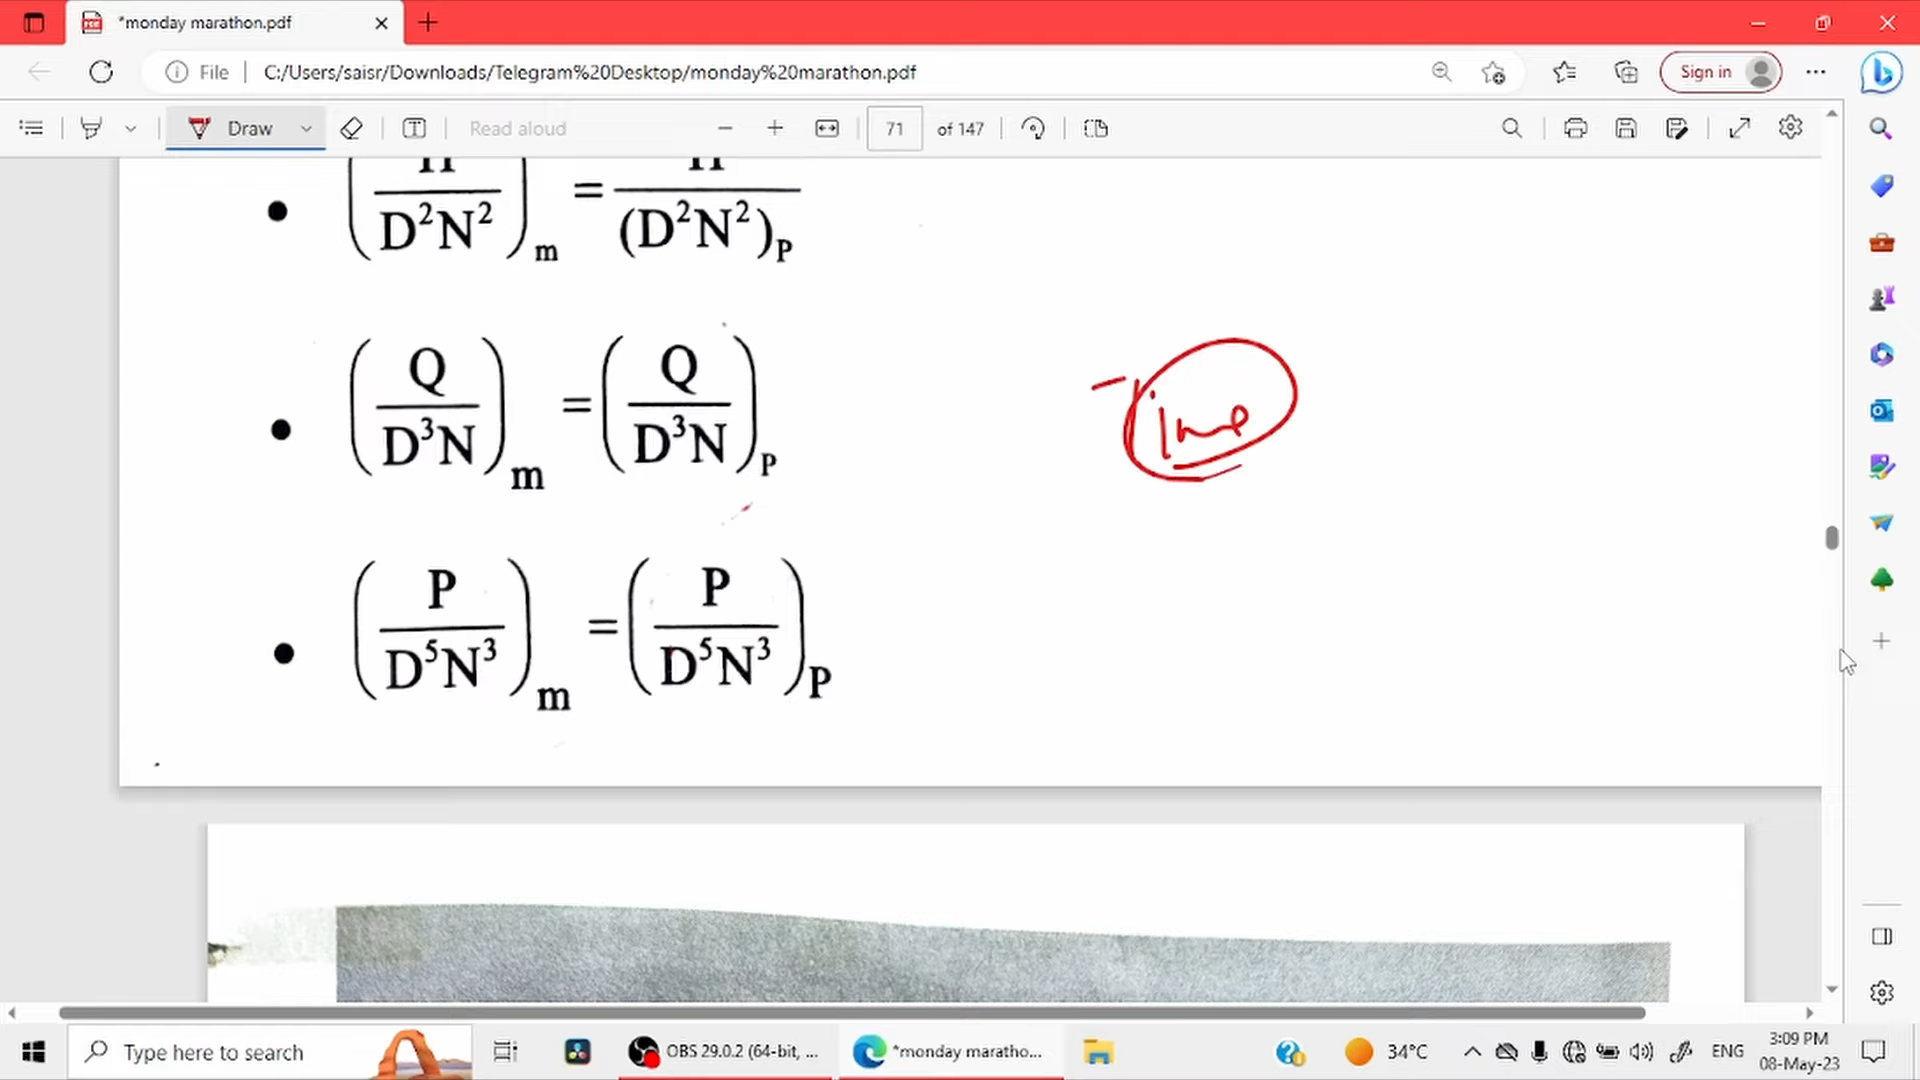 *monday marathon.pdf
File
C:/Users/saisr/Downloads/Telegram%20Desktop/monday%20marathon.pdf
Sign in
Draw
Read aloud
71 of 147
(H/D²N²)m = H/(D²N²)P
(Q/D³N)m = (Q/D³N)P
Time
(P/D⁵N³)m = (P/D⁵N³)P
Type here to search
OBS 29.0.2 (64-bit, ...
*monday maratho...
34°C
ENG
3:09 PM
08-May-23